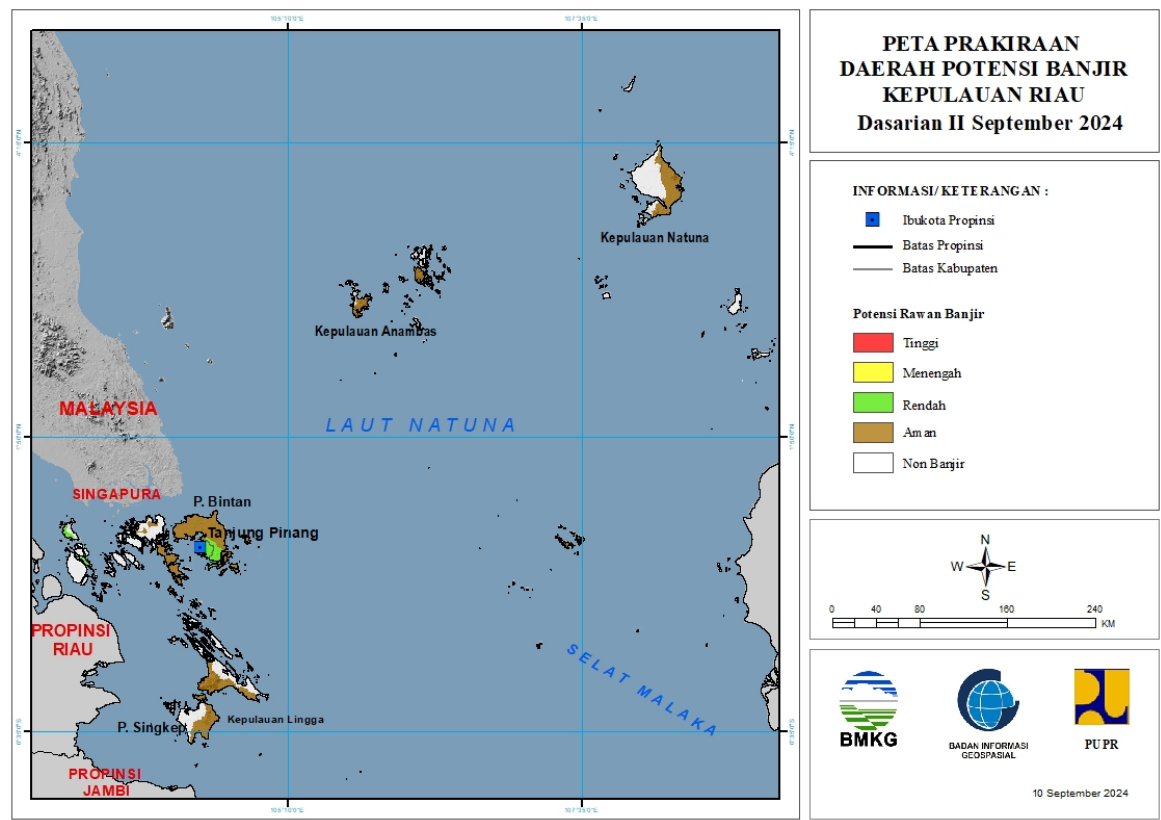 PETA PRAKIRAAN
DAERAH POTENSI BANJIR
KEPULAUAN RIAU
Dasarian II September 2024
INFORMASI/ KETERANGAN :
Ibukota Propinsi
Batas Propinsi
Batas Kabupaten
Potensi Rawan Banjir
Tinggi
Menengah
Rendah
Aman
Non Banjir
N
W E
S
0 40 80 160 240
KM
BMKG
BADAN INFORMASI
GEOSPASIAL
PUPR
10 September 2024
Kepulauan Natuna
Kepulauan Anambas
MALAYSIA
LAUT NATUNA
SINGAPURA
P. Bintan
Tanjung Pinang
PROPINSI
RIAU
SELAT MALAKA
Kepulauan Lingga
P. Singkep
PROPINSI
JAMBI